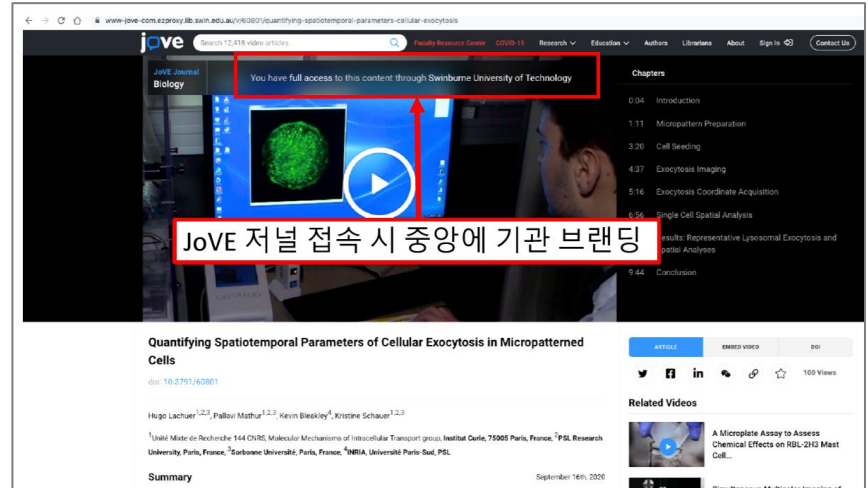 www-jove-com.ezproxy.lib.swin.edu.au/v/60801/quantifying-spatiotemporal-parameters-cellular-exocytosis
jove
Search 12,418 video articles
Faculty Resource Center
COVID-19
Research
Education
Authors
Librarians
About
Sign In
Contact Us
JoVE Journal
Biology
You have full access to this content through Swinburne University of Technology
JoVE 저널 접속 시 중앙에 기관 브랜딩
Chapters
0:04 Introduction
1:11 Micropattern Preparation
3:20 Cell Seeding
4:37 Exocytosis Imaging
5:16 Exocytosis Coordinate Acquisition
6:56 Single Cell Spatial Analysis
Results: Representative Lysosomal Exocytosis and
Spatial Analyses
9:44 Conclusion
Quantifying Spatiotemporal Parameters of Cellular Exocytosis in Micropatterned
Cells
doi: 10.3791/60801
Hugo Lachuer1,2,3, Pallavi Mathur1,2,3, Kevin Bleakley4, Kristine Schauer1,2,3
1Unité Mixte de Recherche 144 CNRS, Molecular Mechanisms of Intracellular Transport group, Institut Curie, 75005 Paris, France, 2PSL Research
University, Paris, France, 3Sorbonne Université, Paris, France, 4INRIA, Université Paris-Sud, PSL
Summary
September 16th, 2020
ARTICLE
EMBED VIDEO
DOI
100 Views
Related Videos
A Microplate Assay to Assess
Chemical Effects on RBL-2H3 Mast
Cell...